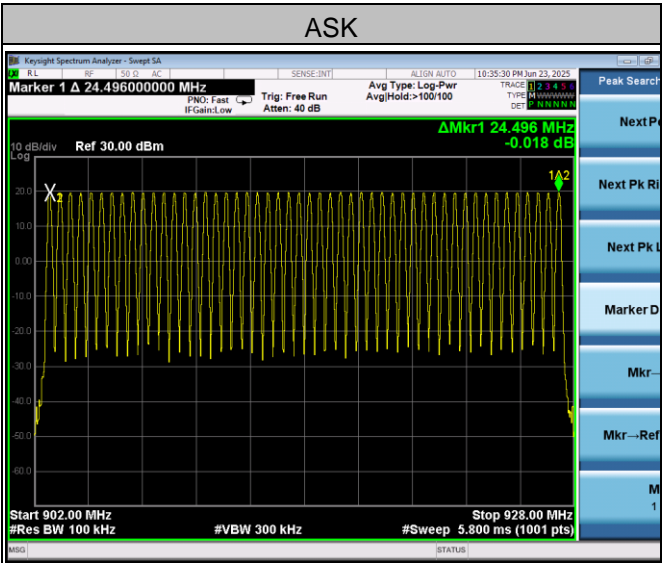 ASK
Keysight Spectrum Analyzer - Swept SA
RL RF 50 Ω AC SENSE:INT ALIGN AUTO 10:35:30 PM Jun 23, 2025
Marker 1 Δ 24.496000000 MHz
PNO: Fast
IFGain:Low
Trig: Free Run
Atten: 40 dB
Avg Type: Log-Pwr
Avg|Hold:>100/100
TRACE 1 2 3 4 5 6
TYPE M WWWWW
DET P NNNNN
Peak Search
ΔMkr1 24.496 MHz
-0.018 dB
10 dB/div Ref 30.00 dBm
Log
1Δ2
X2
20.0
10.0
0.00
-10.0
-20.0
-30.0
-40.0
-50.0
-60.0
Start 902.00 MHz Stop 928.00 MHz
#Res BW 100 kHz #VBW 300 kHz #Sweep 5.800 ms (1001 pts)
MSG STATUS
Next P
Next Pk Ri
Next Pk L
Marker D
Mkr→
Mkr→Ref
M
1